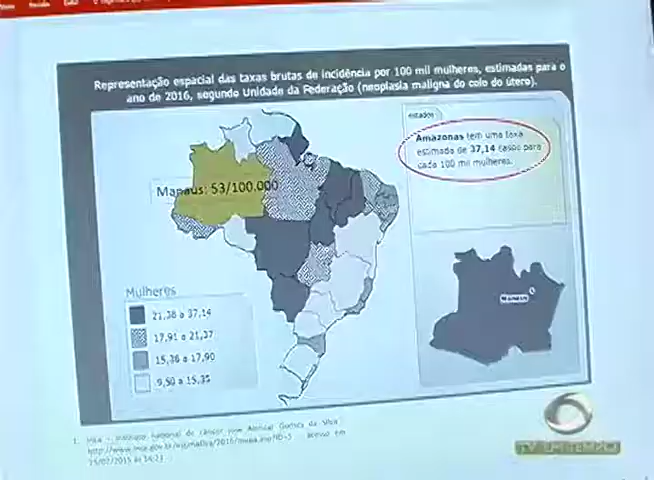 Representação espacial das taxas brutas de incidência por 100 mil mulheres, estimadas para o
ano de 2016, segundo Unidade da Federação (neoplasia maligna do colo do útero).
estados
Amazonas tem uma taxa
estimada de 37,14 casos para
cada 100 mil mulheres.
Manaus: 53/100.000
Manaus
Mulheres
21,38 a 37,14
17,91 a 21,37
15,36 a 17,90
9,50 a 15,35